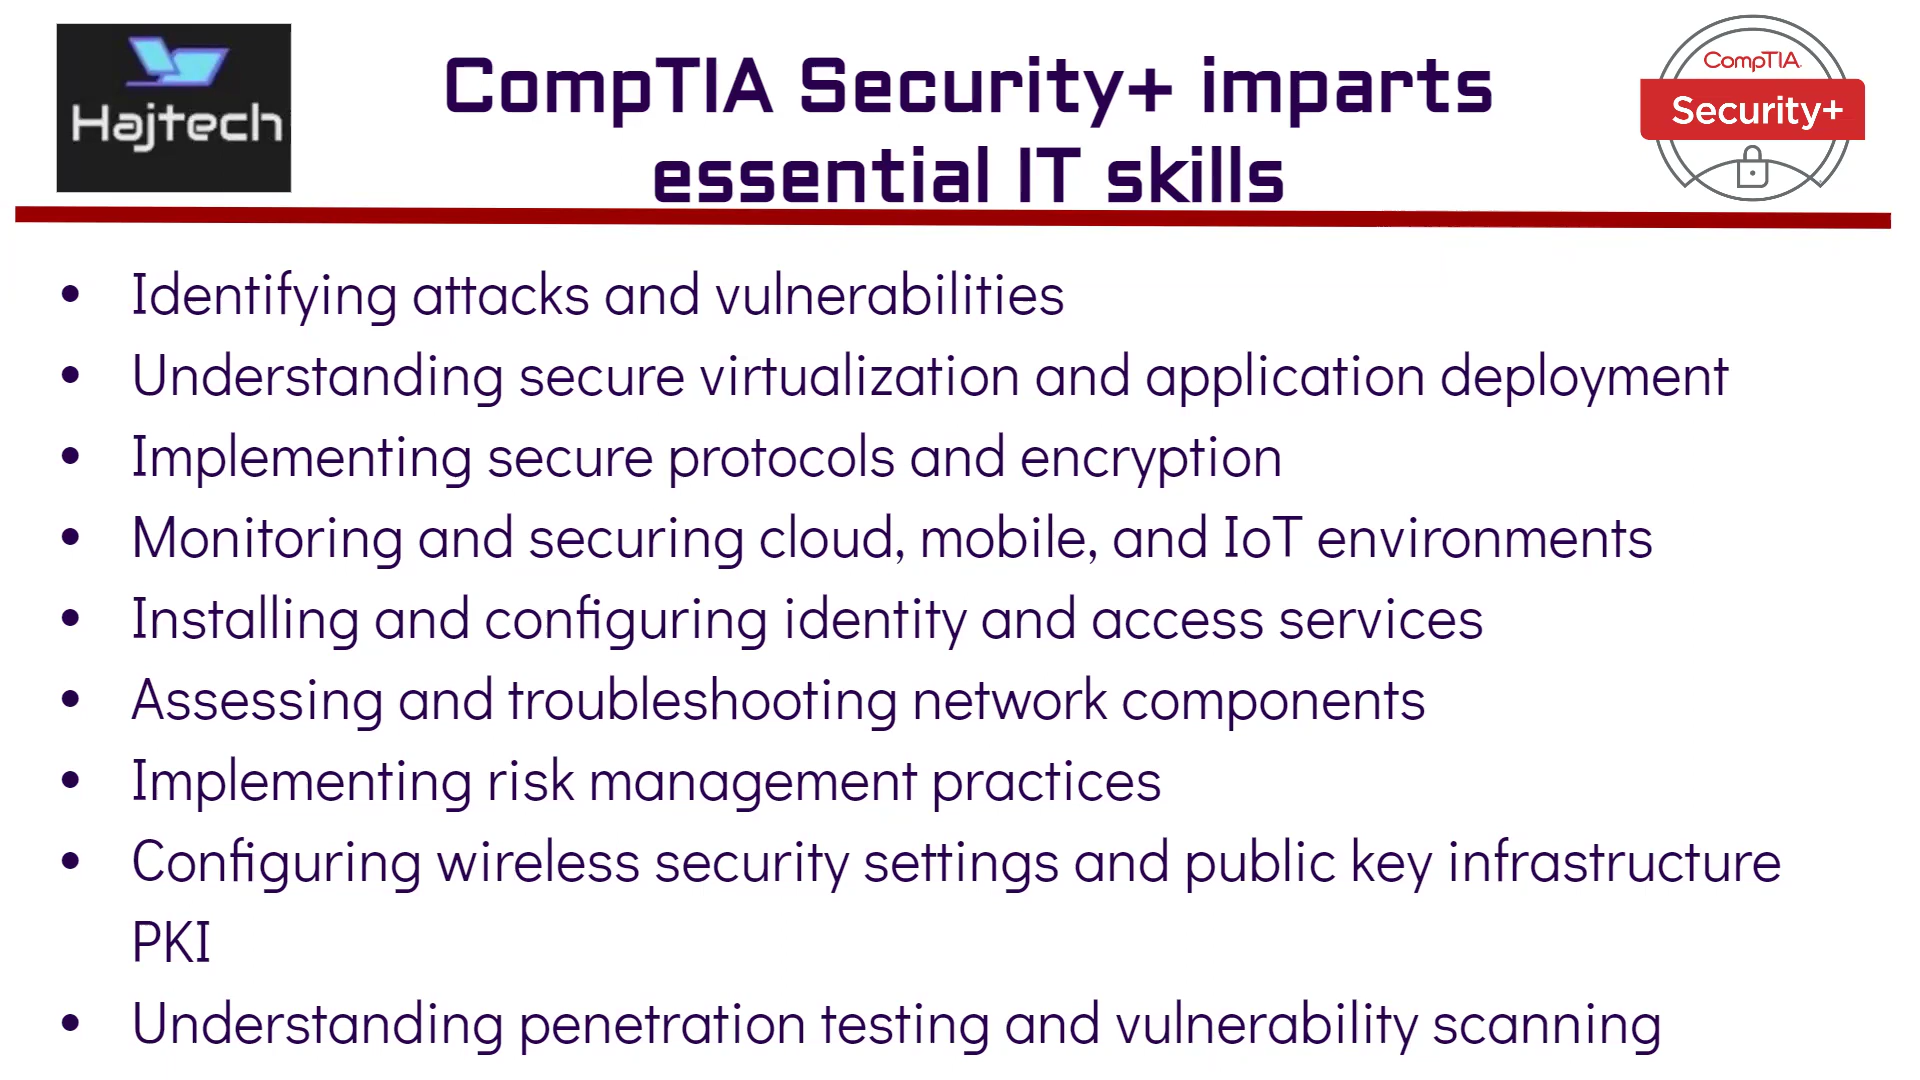 Hajtech
CompTIA Security+ imparts
essential IT skills
CompTIA
Security+
• Identifying attacks and vulnerabilities
• Understanding secure virtualization and application deployment
• Implementing secure protocols and encryption
• Monitoring and securing cloud, mobile, and IoT environments
• Installing and configuring identity and access services
• Assessing and troubleshooting network components
• Implementing risk management practices
• Configuring wireless security settings and public key infrastructure
PKI
• Understanding penetration testing and vulnerability scanning